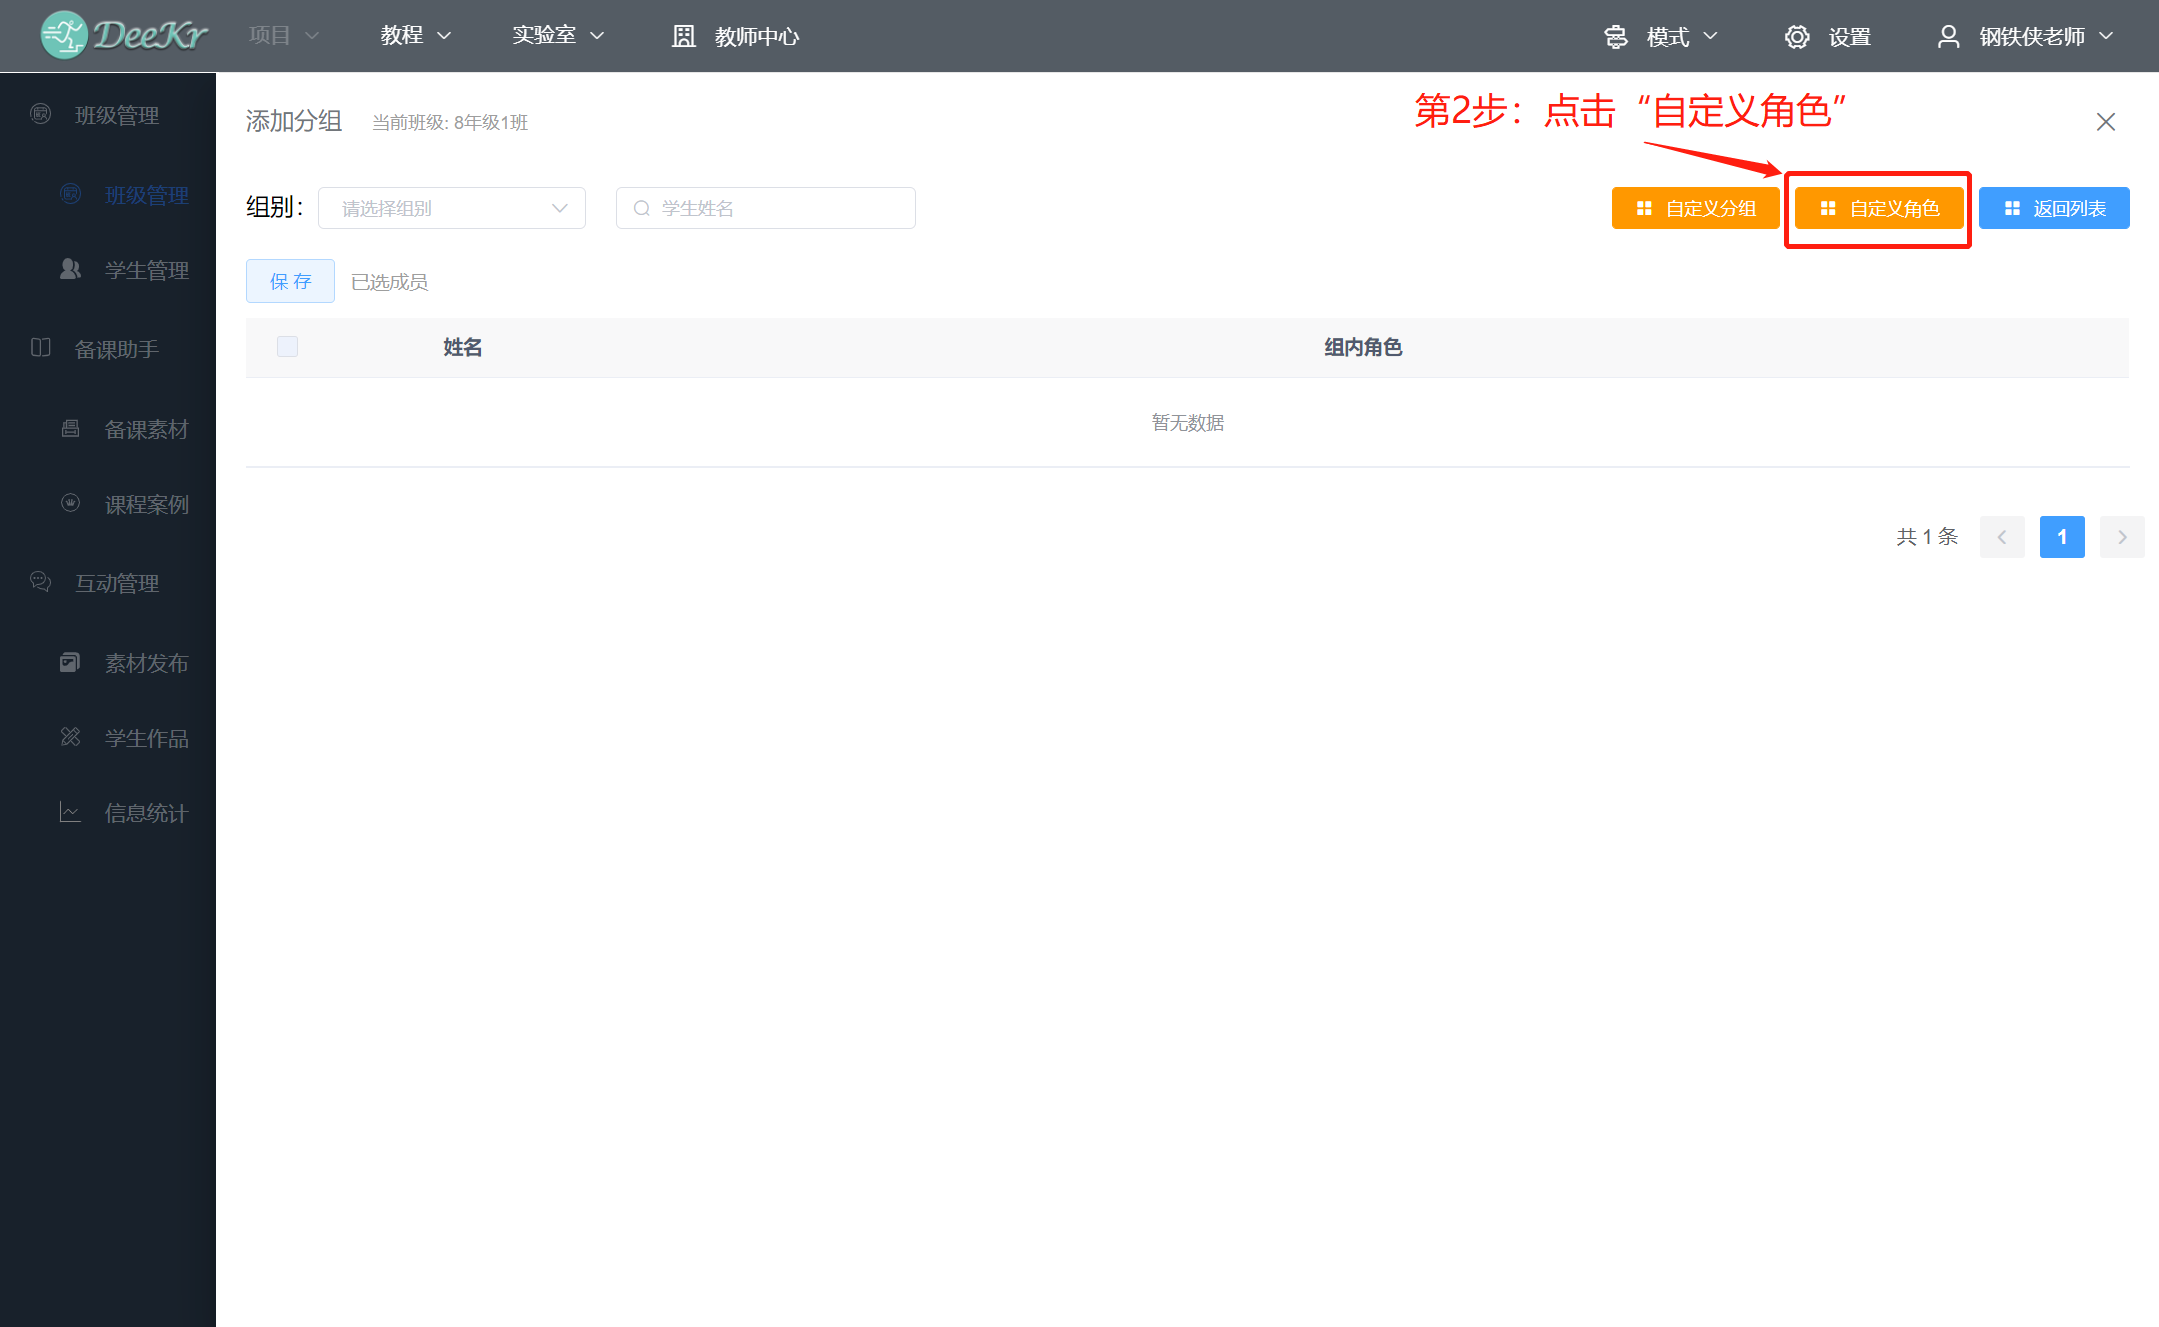 DeeKr 项目 教程 实验室 教师中心 模式 设置 钢铁侠老师
班级管理
班级管理
学生管理
备课助手
备课素材
课程案例
互动管理
素材发布
学生作品
信息统计
添加分组 当前班级: 8年级1班
第2步：点击“自定义角色”
组别： 请选择组别 学生姓名 自定义分组 自定义角色 返回列表
保 存 已选成员
姓名 组内角色
暂无数据
共 1 条 1